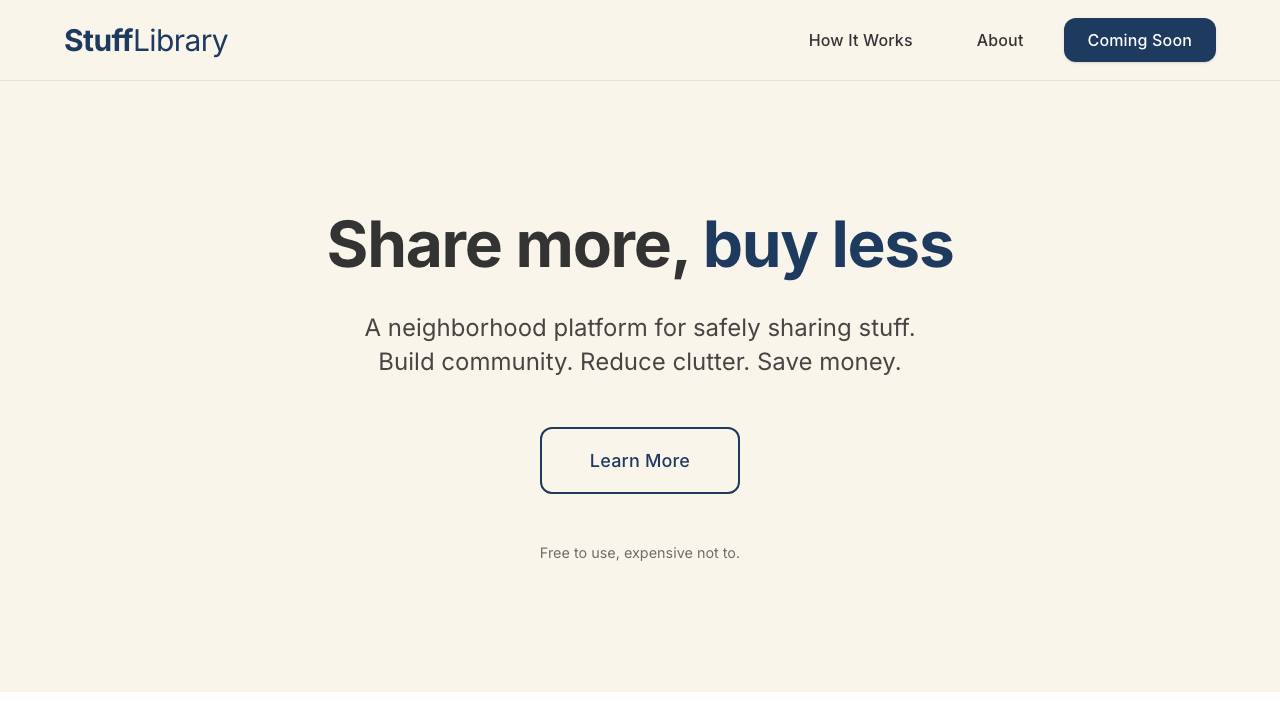 StuffLibrary
How It Works
About
Coming Soon
Share more, buy less
A neighborhood platform for safely sharing stuff.
Build community. Reduce clutter. Save money.
Learn More
Free to use, expensive not to.